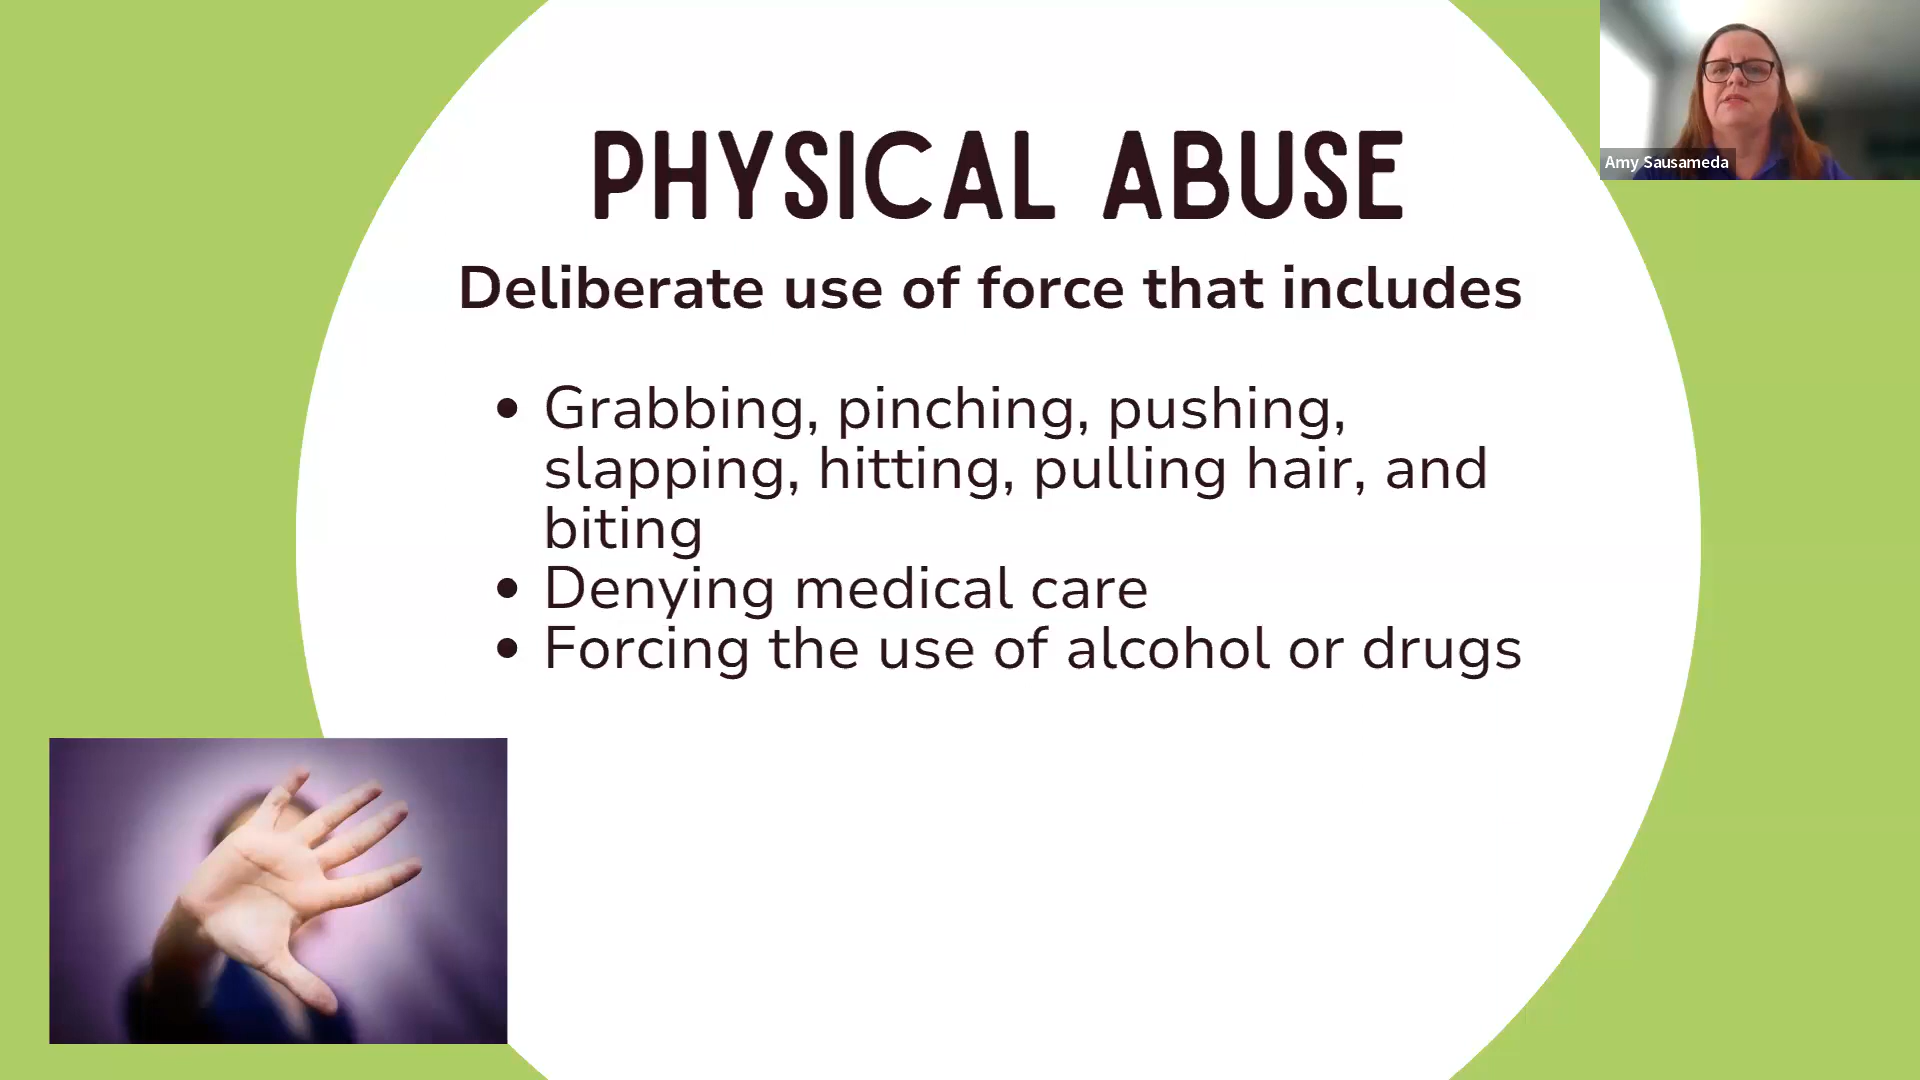 PHYSICAL ABUSE
Deliberate use of force that includes
• Grabbing, pinching, pushing,
slapping, hitting, pulling hair, and
biting
• Denying medical care
• Forcing the use of alcohol or drugs
Amy Sausameda